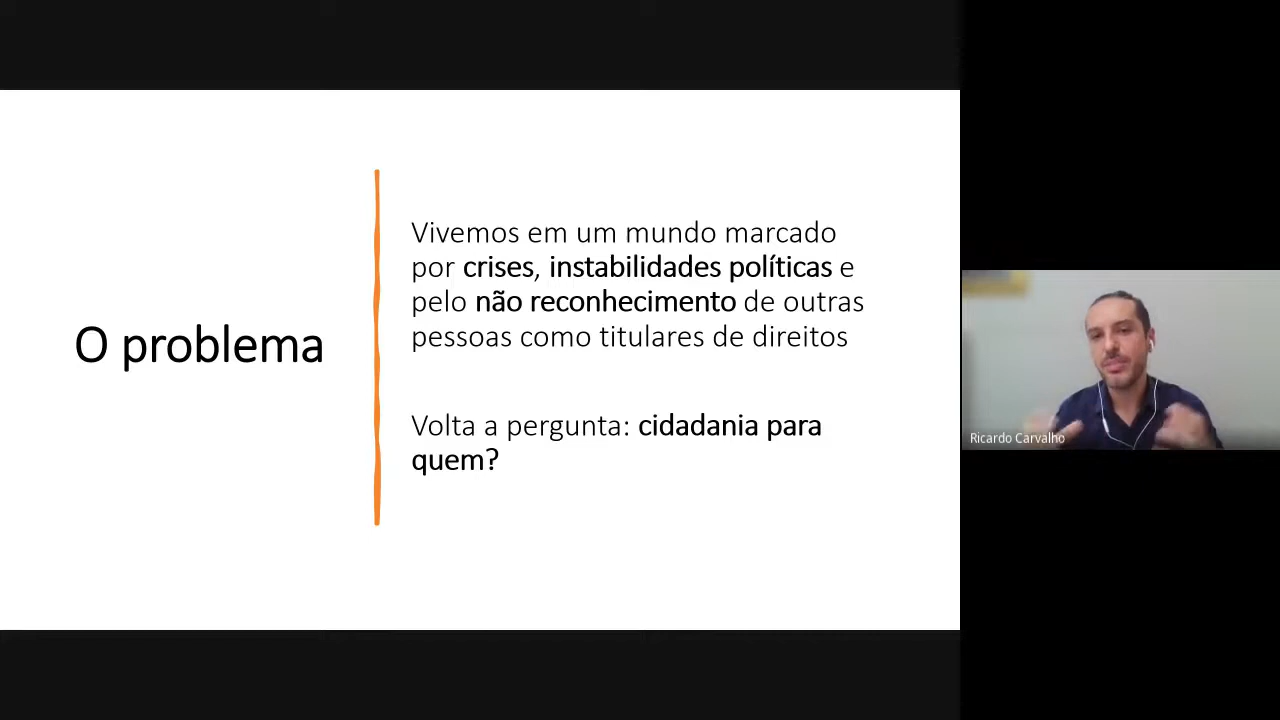 O problema
Vivemos em um mundo marcado
por crises, instabilidades políticas e
pelo não reconhecimento de outras
pessoas como titulares de direitos
Volta a pergunta: cidadania para
quem?
Ricardo Carvalho